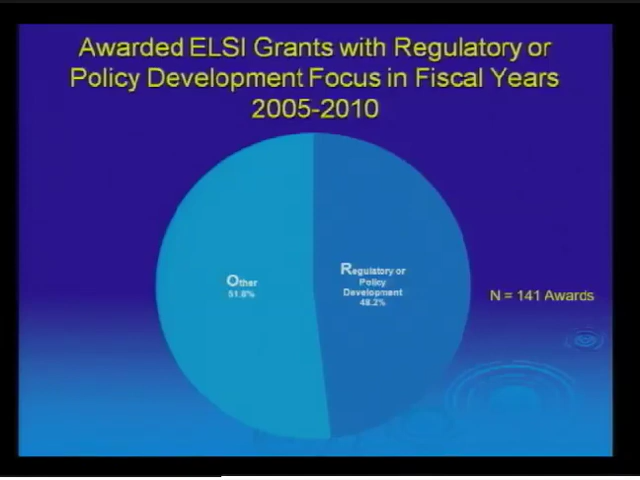 Awarded ELSI Grants with Regulatory or
Policy Development Focus in Fiscal Years
2005-2010
Other
51.8%
Regulatory or
Policy
Development
48.2%
N = 141 Awards